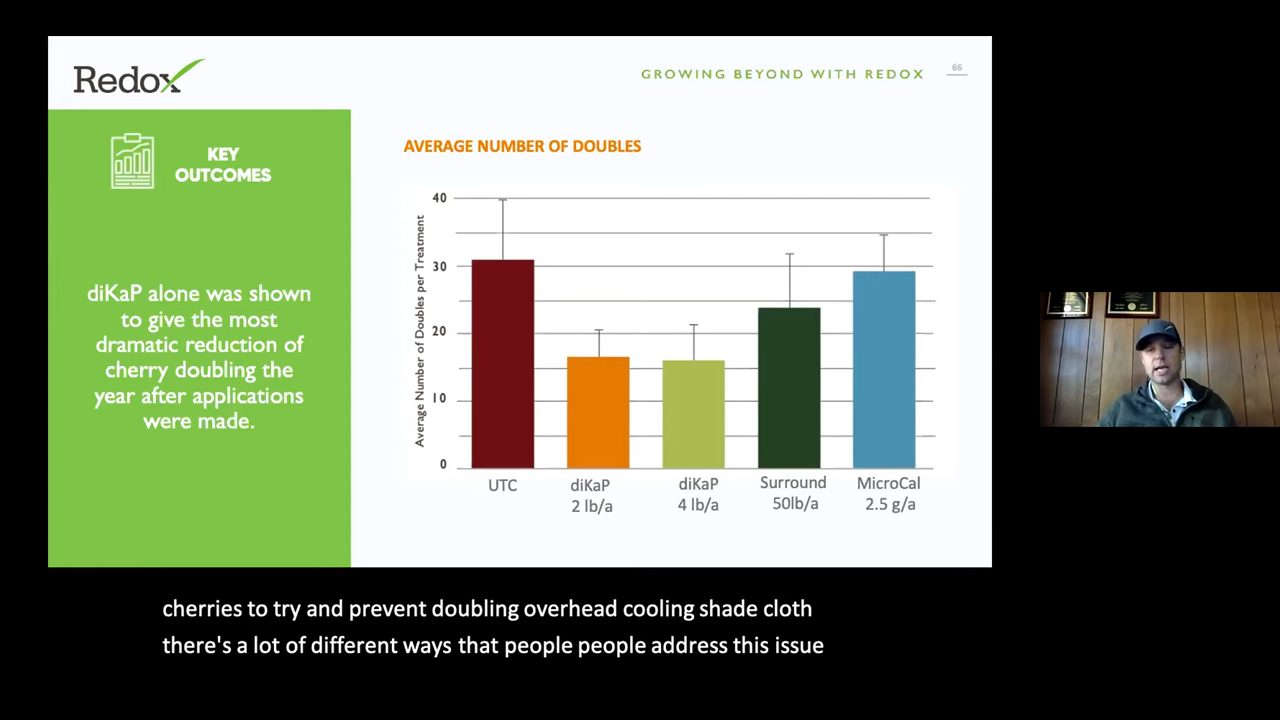 Redox
GROWING BEYOND WITH REDOX
66
KEY
OUTCOMES
diKaP alone was shown
to give the most
dramatic reduction of
cherry doubling the
year after applications
were made.
AVERAGE NUMBER OF DOUBLES
Average Number of Doubles per Treatment
40
30
20
10
0
UTC
diKaP
2 lb/a
diKaP
4 lb/a
Surround
50lb/a
MicroCal
2.5 g/a
cherries to try and prevent doubling overhead cooling shade cloth
there's a lot of different ways that people people address this issue